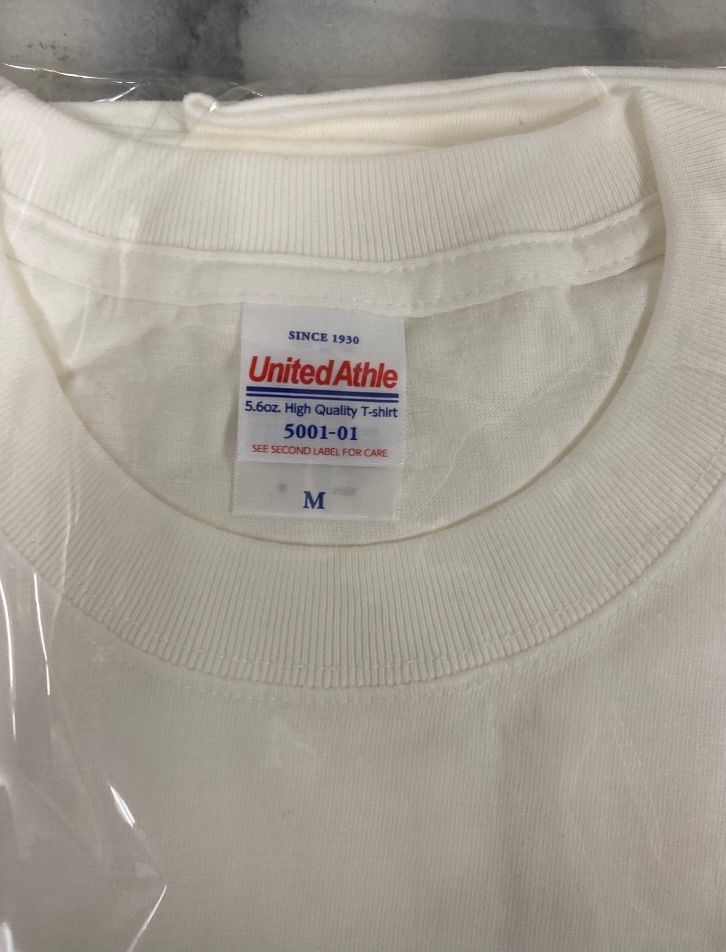 SINCE 1930
UnitedAthle
5.6oz. High Quality T-shirt
5001-01
SEE SECOND LABEL FOR CARE
M